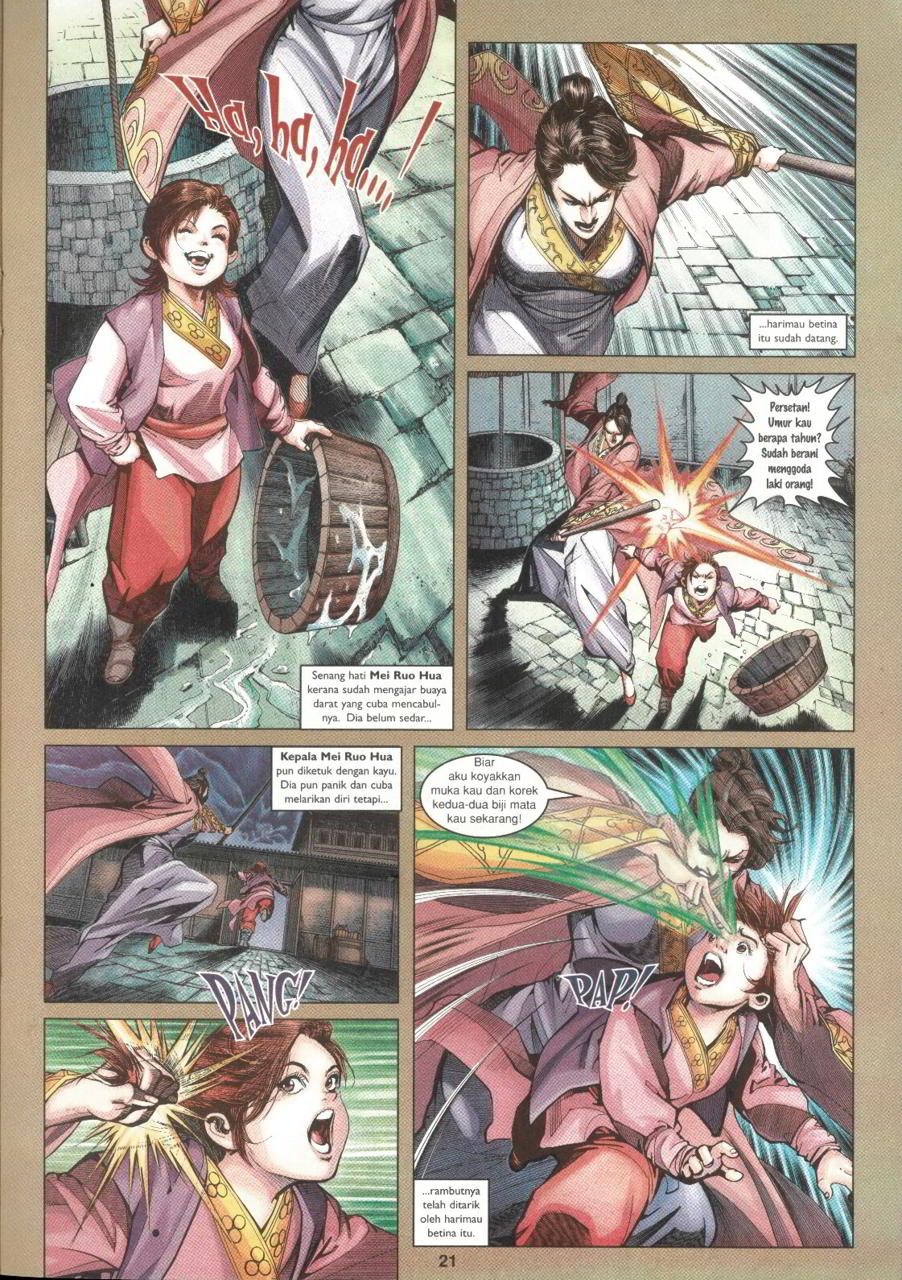 Ha, ha, ha....!
Senang hati Mei Ruo Hua
kerana sudah mengajar buaya
darat yang cuba mencabul-
nya. Dia belum sedar...
...harimau betina
itu sudah datang.
Persetan!
Umur kau
berapa tahun?
Sudah berani
menggoda
laki orang!
Kepala Mei Ruo Hua
pun diketuk dengan kayu.
Dia pun panik dan cuba
melarikan diri tetapi...
PANG!
Biar
aku koyakkan
muka kau dan korek
kedua-dua biji mata
kau sekarang!
PAP!
...rambutnya
telah ditarik
oleh harimau
betina itu.
21